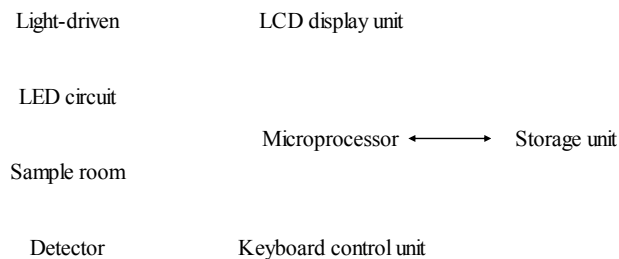 Light-driven
LCD display unit
LED circuit
Microprocessor
Storage unit
Sample room
Detector
Keyboard control unit